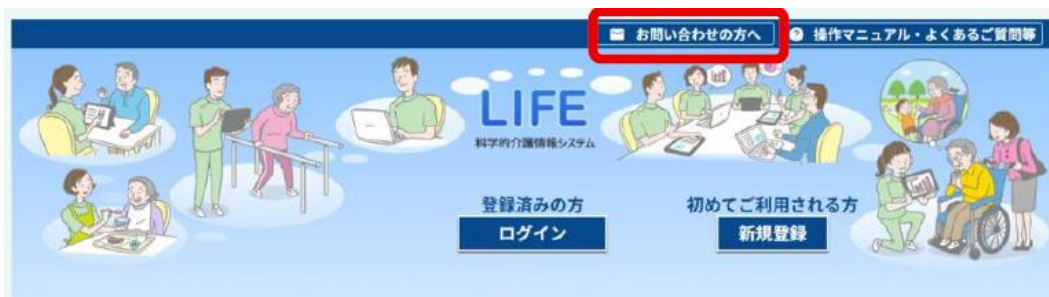 お問い合わせの方へ
操作マニュアル・よくあるご質問等
LIFE
科学的介護情報システム
登録済みの方
初めてご利用される方
ログイン
新規登録